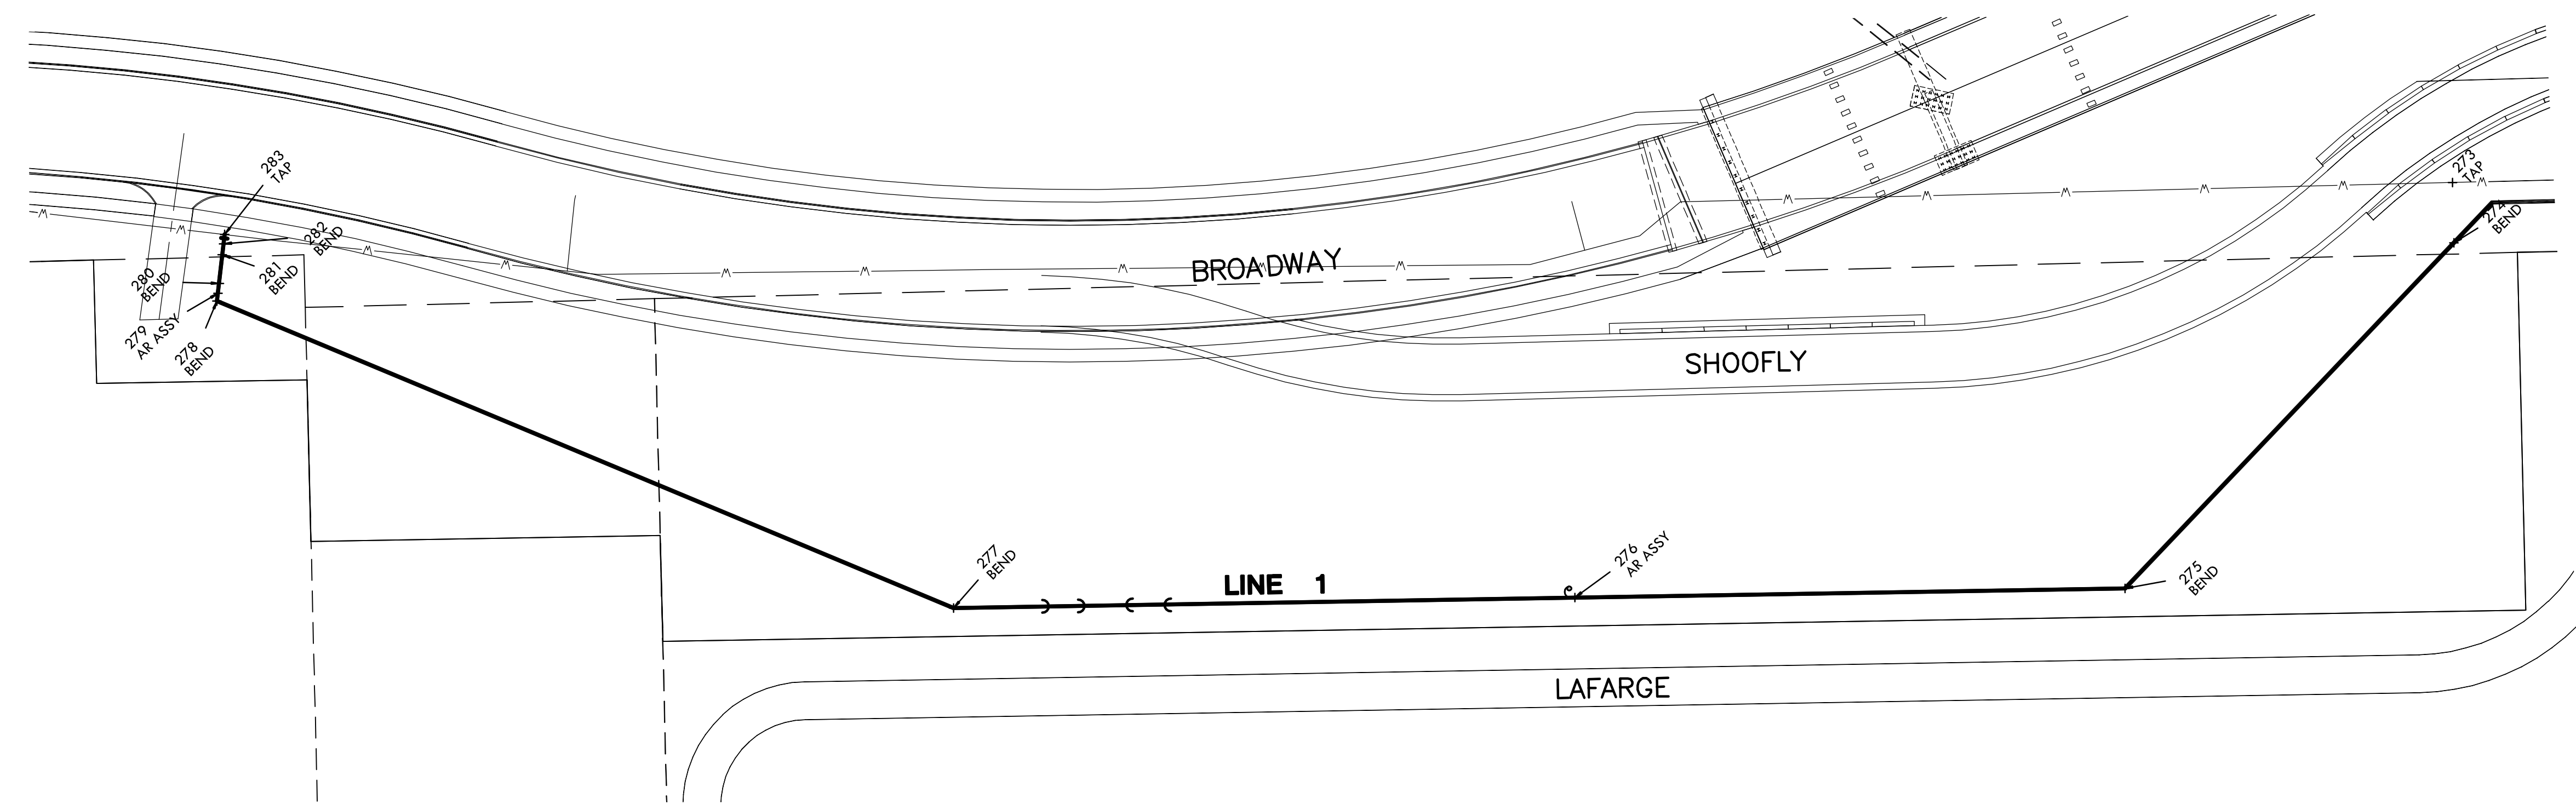 283
TAP
282
BEND
281
BEND
280
BEND
279
AR ASSY
278
BEND
BROADWAY
SHOOFLY
273
TAP
274
BEND
277
BEND
LINE 1
276
AR ASSY
275
BEND
LAFARGE